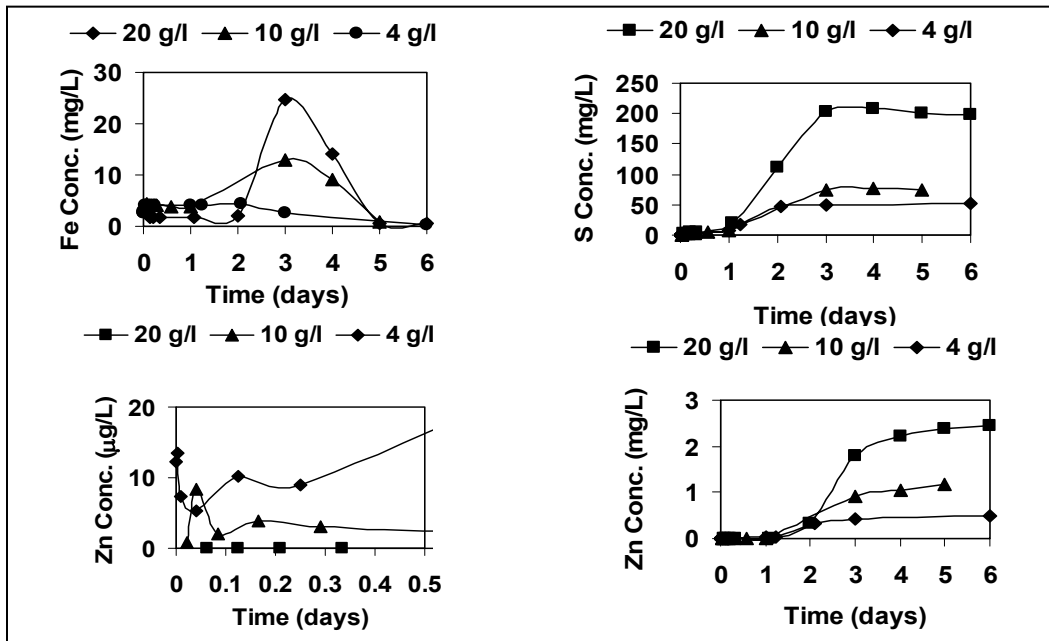 20 g/l 10 g/l 4 g/l
Fe Conc. (mg/L)
30
20
10
0
0 1 2 3 4 5 6
Time (days)
20 g/l 10 g/l 4 g/l
S Conc. (mg/L)
250
200
150
100
50
0
0 1 2 3 4 5 6
Time (days)
20 g/l 10 g/l 4 g/l
Zn Conc. (μg/L)
20
10
0
0 0.1 0.2 0.3 0.4 0.5
Time (days)
20 g/l 10 g/l 4 g/l
Zn Conc. (mg/L)
3
2
1
0
0 1 2 3 4 5 6
Time (days)